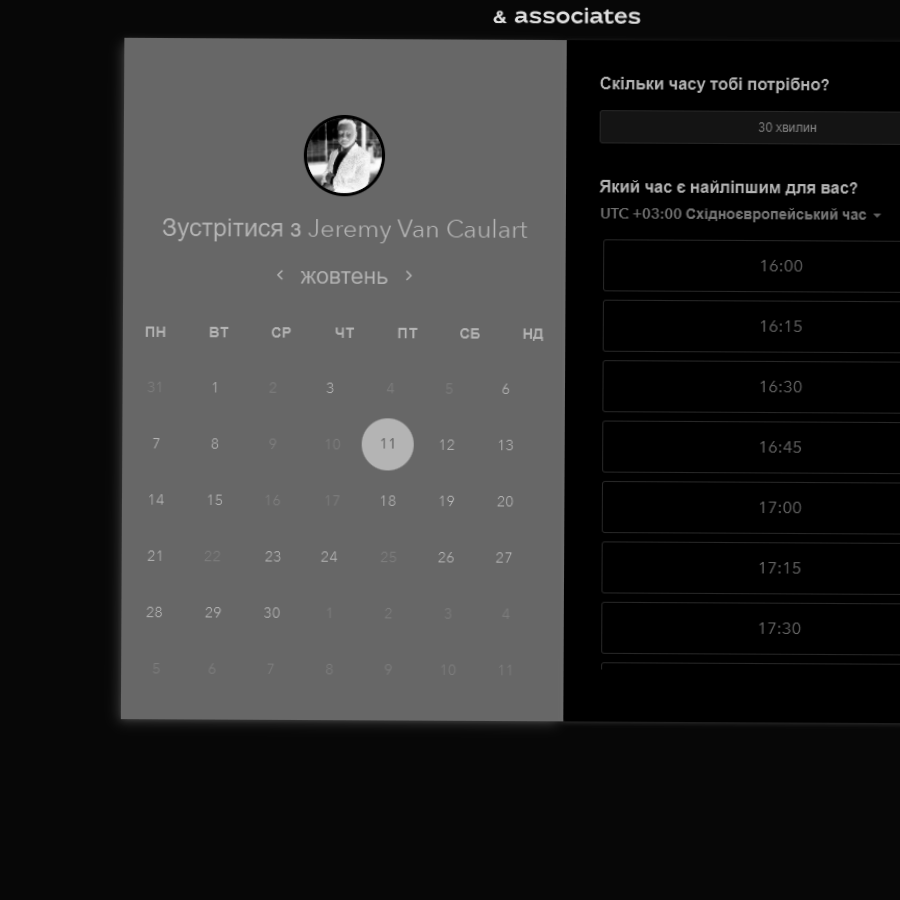 & associates
Зустрітися з Jeremy Van Caulart
жовтень
ПН ВТ СР ЧТ ПТ СБ НД
31 1 2 3 4 5 6
7 8 9 10 11 12 13
14 15 16 17 18 19 20
21 22 23 24 25 26 27
28 29 30 1 2 3 4
5 6 7 8 9 10 11
Скільки часу тобі потрібно?
30 хвилин
Який час є найліпшим для вас?
UTC +03:00 Східноєвропейський час
16:00
16:15
16:30
16:45
17:00
17:15
17:30